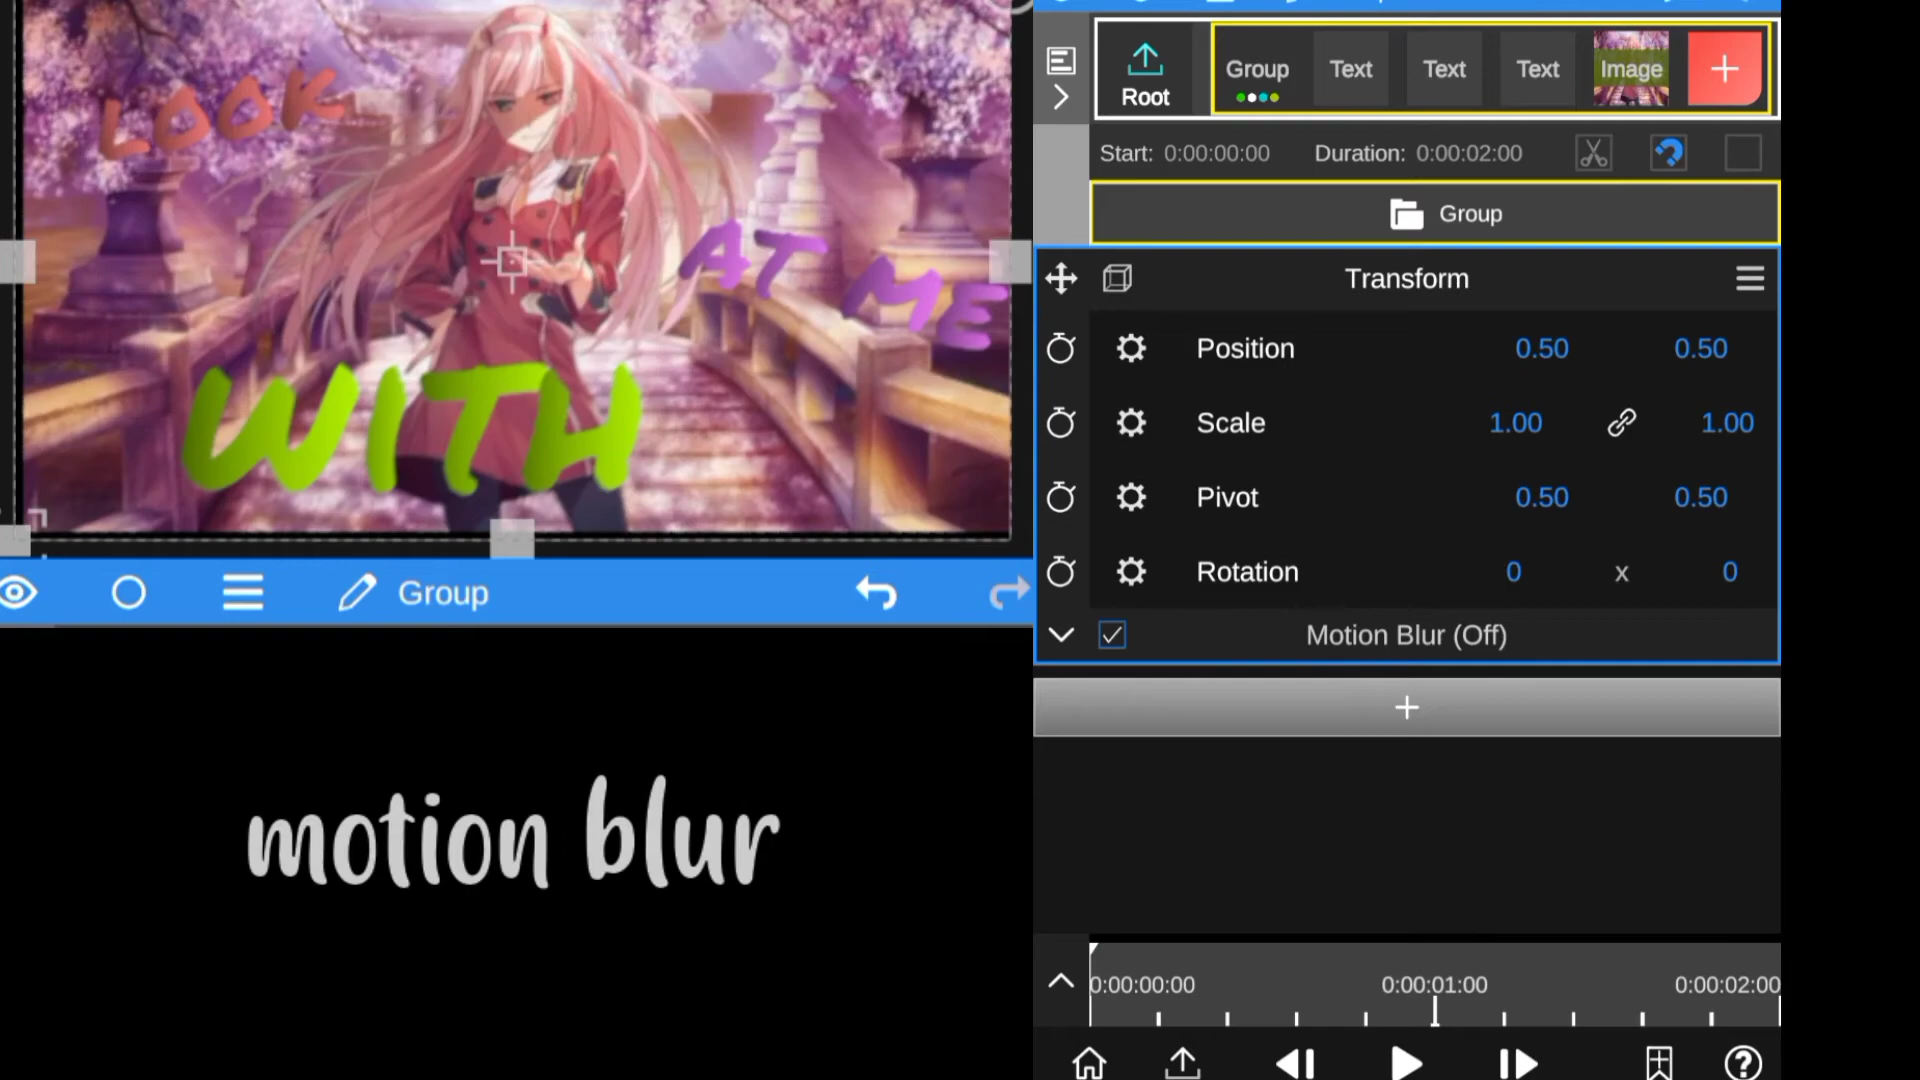 LOOK
AT ME
WITH
Group
motion blur
Root
Group
Text
Text
Text
Image
Start: 0:00:00:00 Duration: 0:00:02:00
Group
Transform
Position 0.50 0.50
Scale 1.00 1.00
Pivot 0.50 0.50
Rotation 0 x 0
Motion Blur (Off)
0:00:00:00 0:00:01:00 0:00:02:00